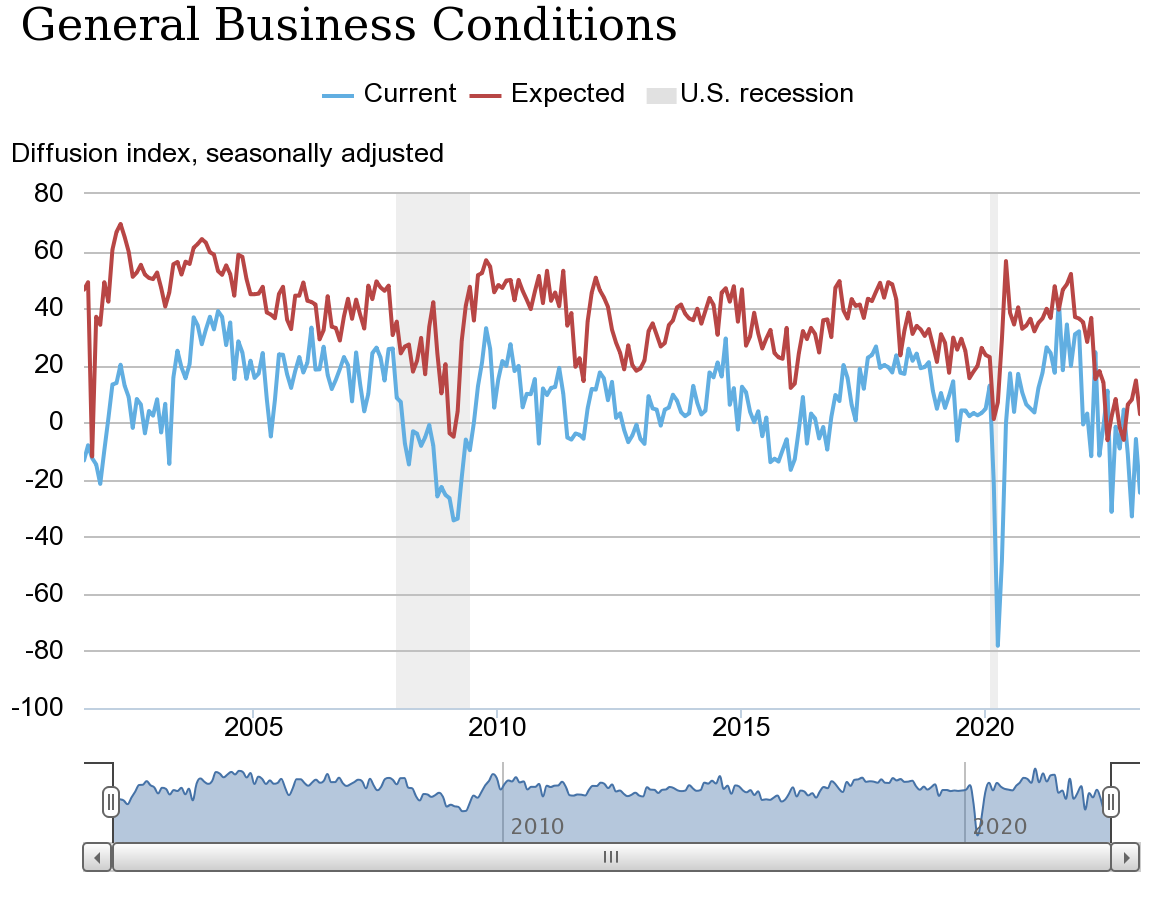 General Business Conditions
Current Expected U.S. recession
Diffusion index, seasonally adjusted
80
60
40
20
0
-20
-40
-60
-80
-100
2005 2010 2015 2020
2010 2020